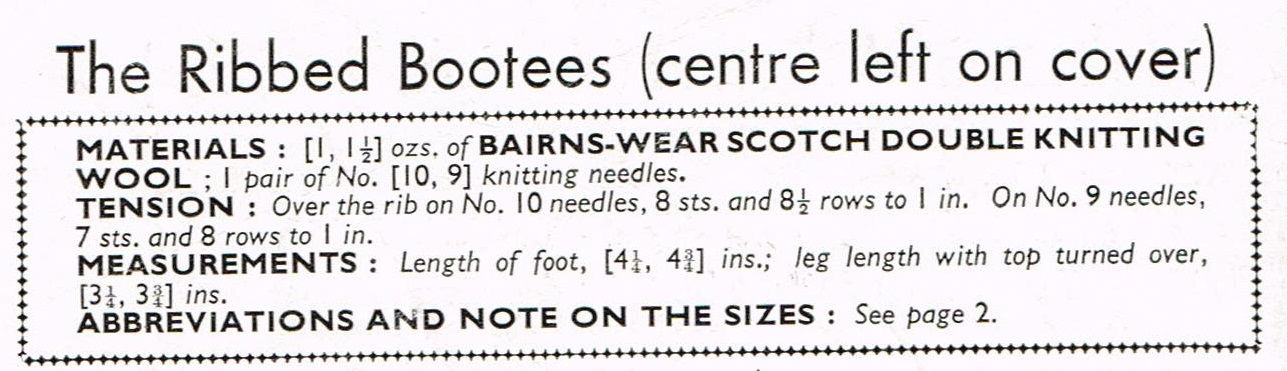 The Ribbed Bootees (centre left on cover)
MATERIALS : [1, 1½] ozs. of BAIRNS-WEAR SCOTCH DOUBLE KNITTING
WOOL ; 1 pair of No. [10, 9] knitting needles.
TENSION : Over the rib on No. 10 needles, 8 sts. and 8½ rows to 1 in. On No. 9 needles,
7 sts. and 8 rows to 1 in.
MEASUREMENTS : Length of foot, [4¼, 4¾] ins.; leg length with top turned over,
[3¼, 3¾] ins.
ABBREVIATIONS AND NOTE ON THE SIZES : See page 2.